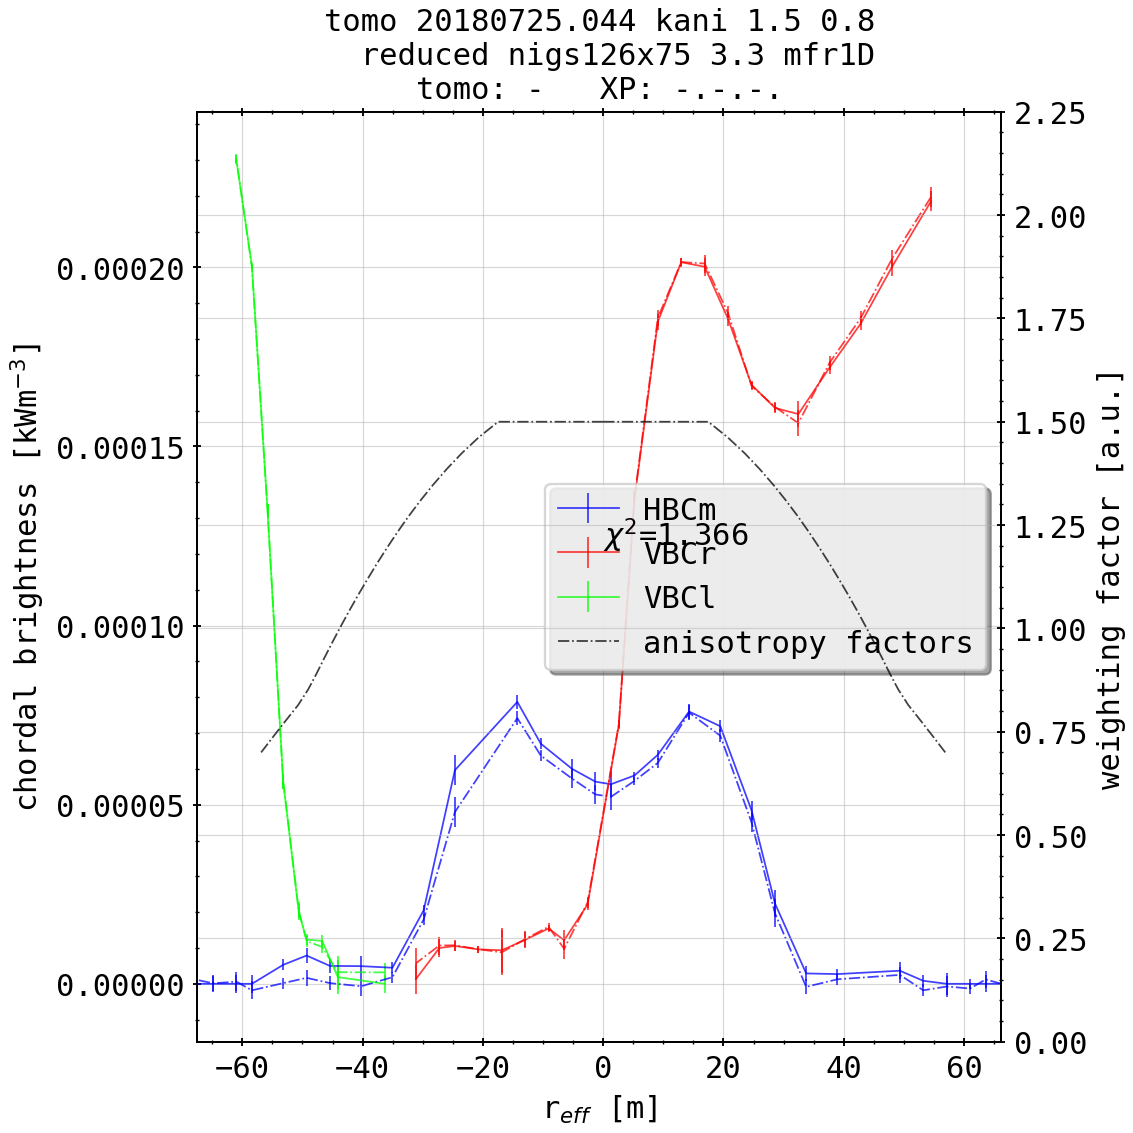 tomo 20180725.044 kani 1.5 0.8
reduced nigs126x75 3.3 mfr1D
tomo: -   XP: -.-.-.
chordal brightness [kWm⁻³]
0.00020
0.00015
0.00010
0.00005
0.00000
HBCm
χ²=1.366
VBCr
VBCl
anisotropy factors
2.25
2.00
1.75
1.50
1.25
1.00
0.75
0.50
0.25
0.00
weighting factor [a.u.]
−60 −40 −20 0 20 40 60
r_eff [m]